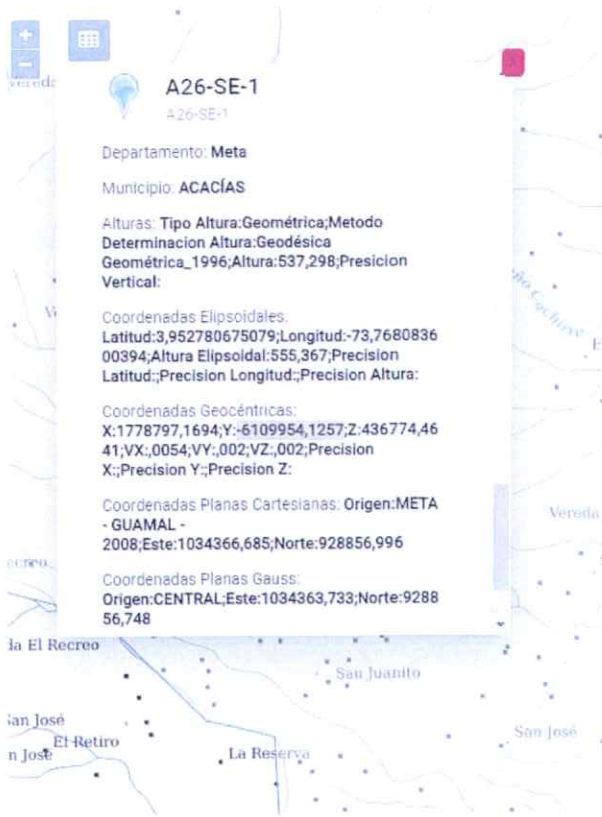 +
−
A26-SE-1
A26-SE-1
Departamento: Meta
Municipio: ACACÍAS
Alturas: Tipo Altura:Geométrica;Metodo
Determinacion Altura:Geodésica
Geométrica_1996;Altura:537,298;Presicion
Vertical:
Coordenadas Elipsoidales:
Latitud:3,952780675079;Longitud:-73,7680836
00394;Altura Elipsoidal:555,367;Precision
Latitud:;Precision Longitud:;Precision Altura:
Coordenadas Geocéntricas:
X:1778797,1694;Y:-6109954,1257;Z:436774,46
41;VX:,0054;VY:,002;VZ:,002;Precision
X:;Precision Y:;Precision Z:
Coordenadas Planas Cartesianas: Origen:META
- GUAMAL -
2008;Este:1034366,685;Norte:928856,996
Coordenadas Planas Gauss:
Origen:CENTRAL;Este:1034363,733;Norte:9288
56,748
Vereda
la El Recreo
San Juanito
San José
El Retiro
n José
La Reserva
San José